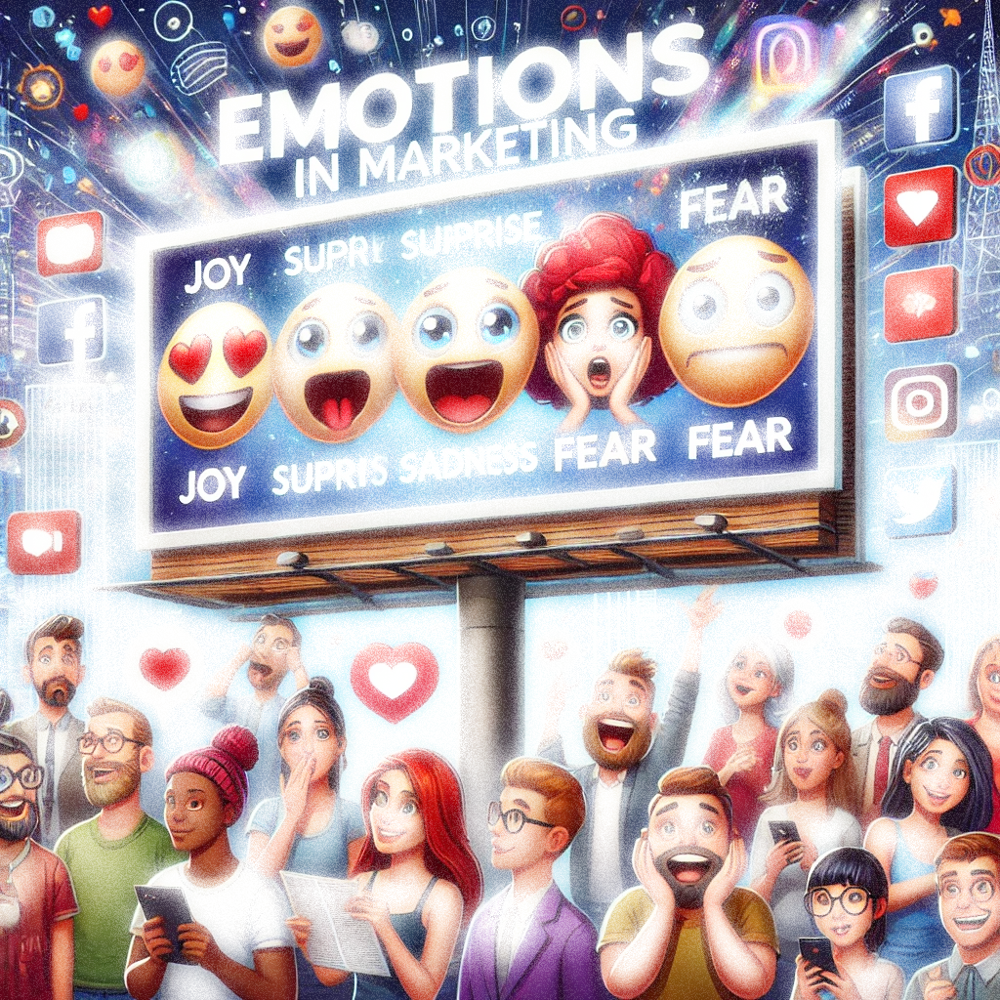 EMOTIONS
IN MARKETING
FEAR
JOY SUPRI SUIPRISE
JOY SUPRIS SADNESS FEAR FEAR